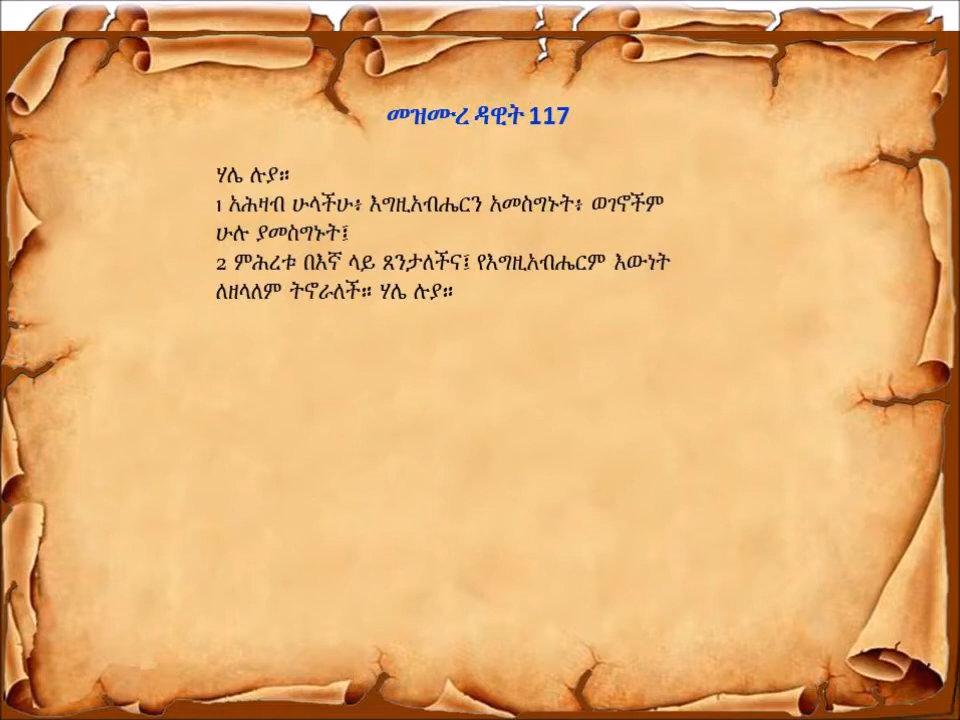 መዝሙረ ዳዊት 117
ሃሌ ሉያ።
1 አሕዛብ ሁላችሁ፥ እግዚአብሔርን አመስግኑት፥ ወገኖችም
ሁሉ ያመስግኑት፤
2 ምሕረቱ በእኛ ላይ ጸንታለችና፤ የእግዚአብሔርም እውነት
ለዘላለም ትኖራለች። ሃሌ ሉያ።